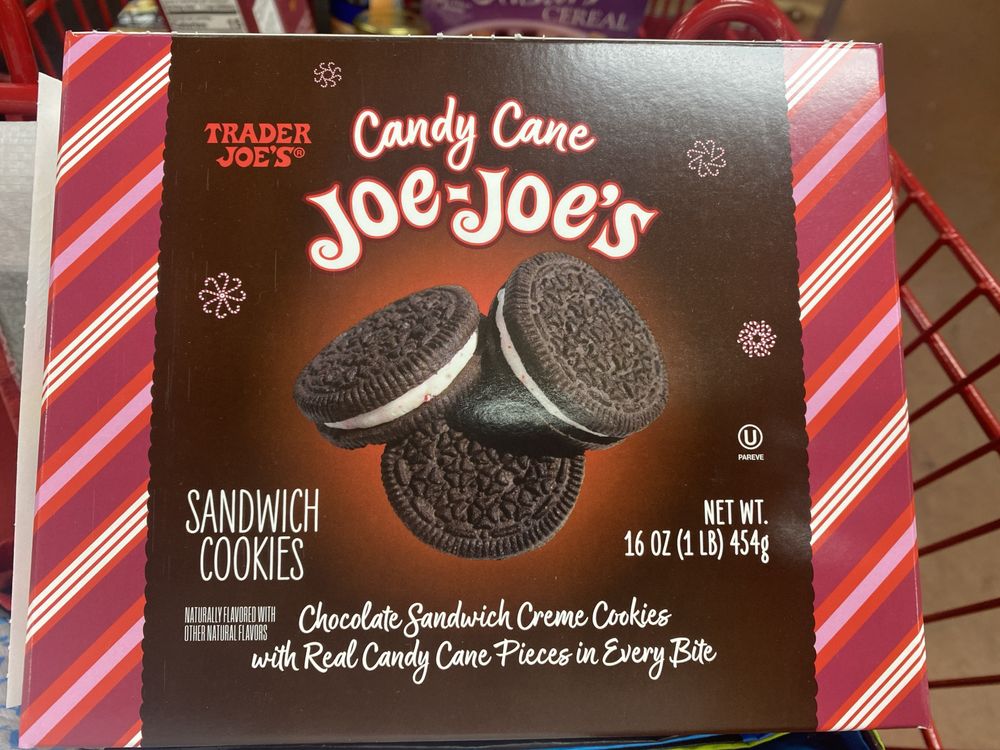 CEREAL
TRADER
JOE'S®
Candy Cane
JOE-JOE'S
U
PAREVE
SANDWICH
COOKIES
NET WT.
16 OZ (1 LB) 454g
NATURALLY FLAVORED WITH
OTHER NATURAL FLAVORS
Chocolate Sandwich Creme Cookies
with Real Candy Cane Pieces in Every Bite